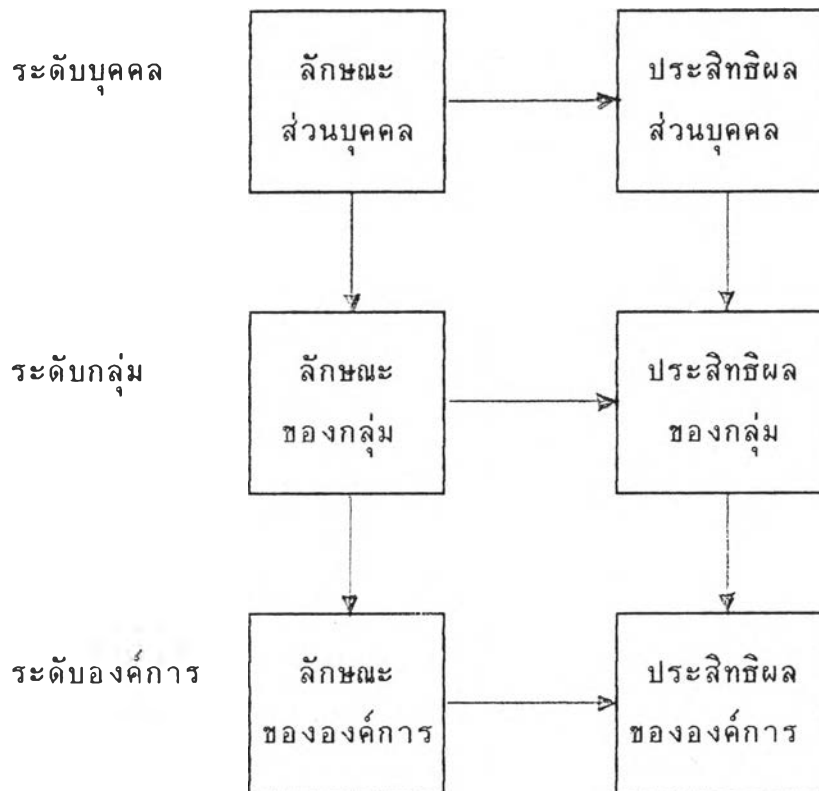 ระดับบุคคล
ลักษณะ
ส่วนบุคคล
ประสิทธิผล
ส่วนบุคคล
ระดับกลุ่ม
ลักษณะ
ของกลุ่ม
ประสิทธิผล
ของกลุ่ม
ระดับองค์การ
ลักษณะ
ขององค์การ
ประสิทธิผล
ขององค์การ